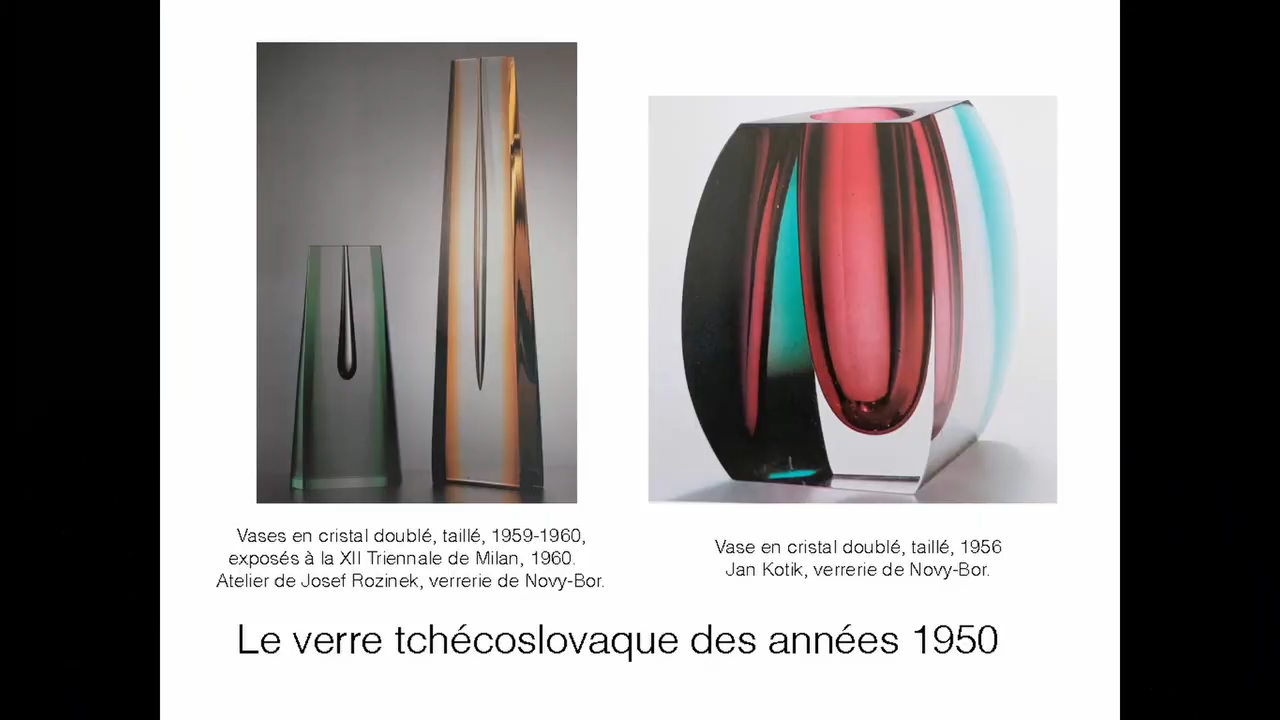 Vases en cristal doublé, taillé, 1959-1960,
exposés à la XII Triennale de Milan, 1960.
Atelier de Josef Rozinek, verrerie de Novy-Bor.
Vase en cristal doublé, taillé, 1956
Jan Kotik, verrerie de Novy-Bor.
Le verre tchécoslovaque des années 1950